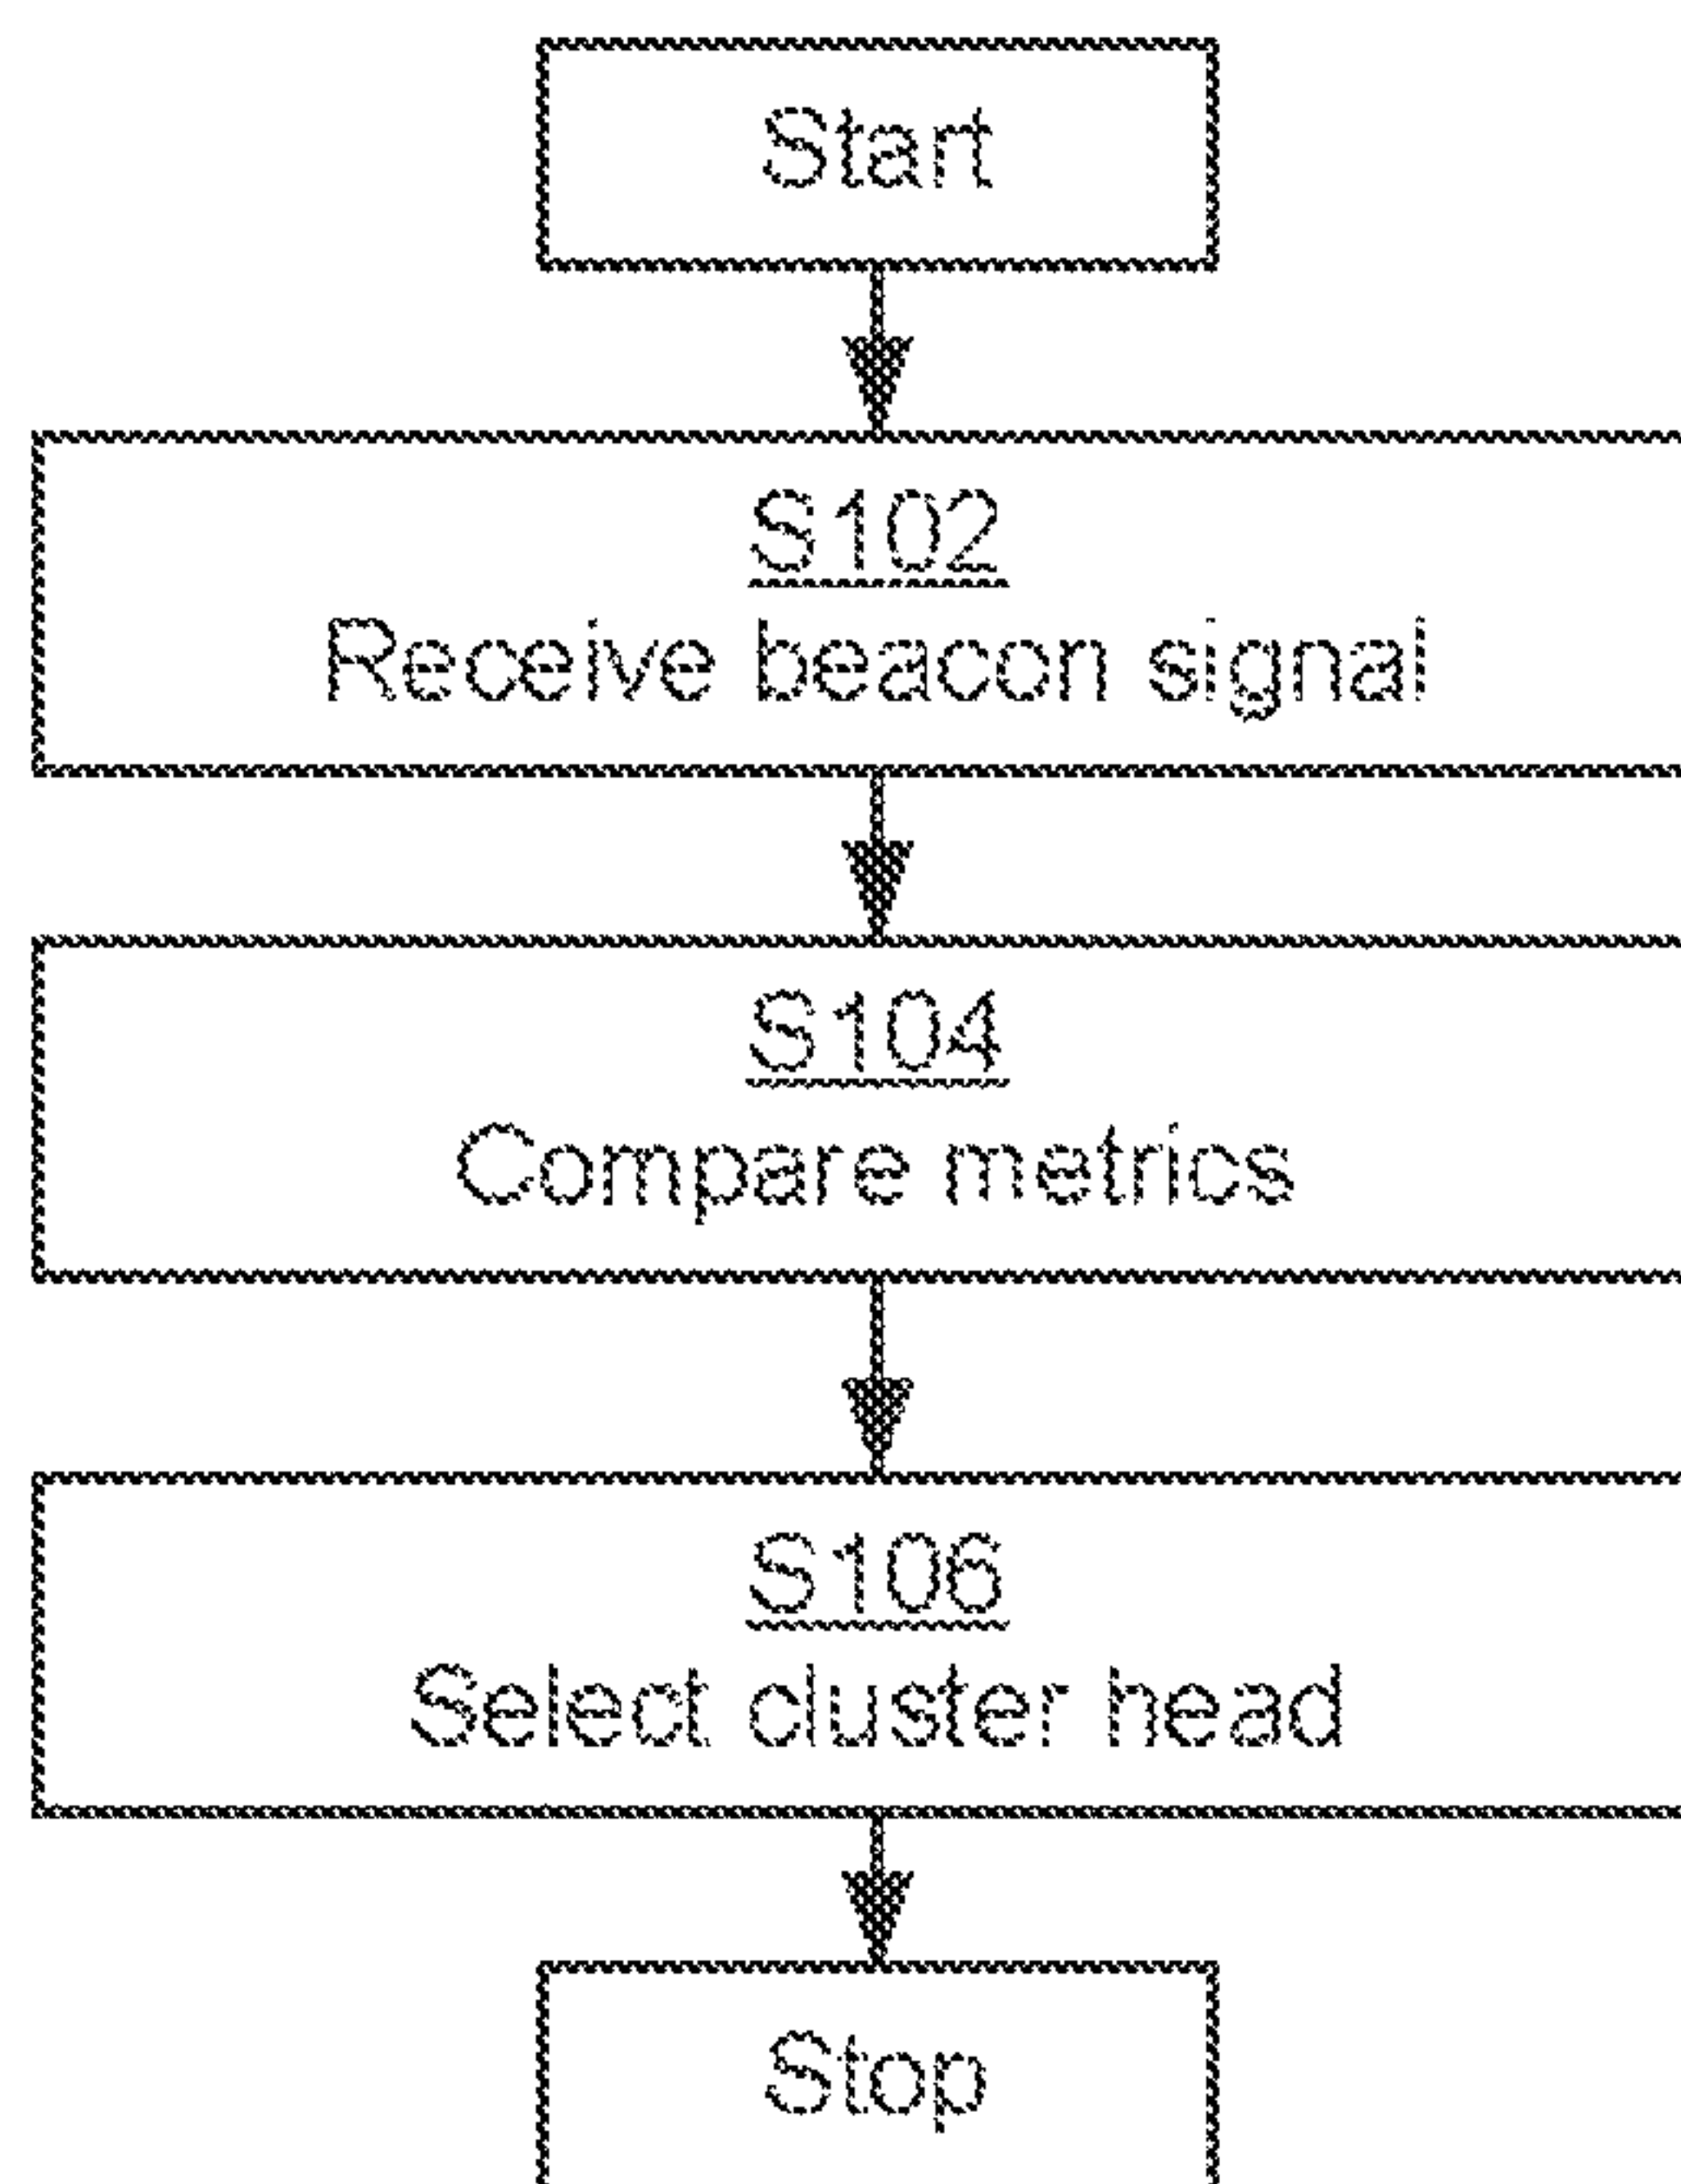 Start
S102
Receive beacon signal
S104
Compare metrics
S106
Select cluster head
Stop